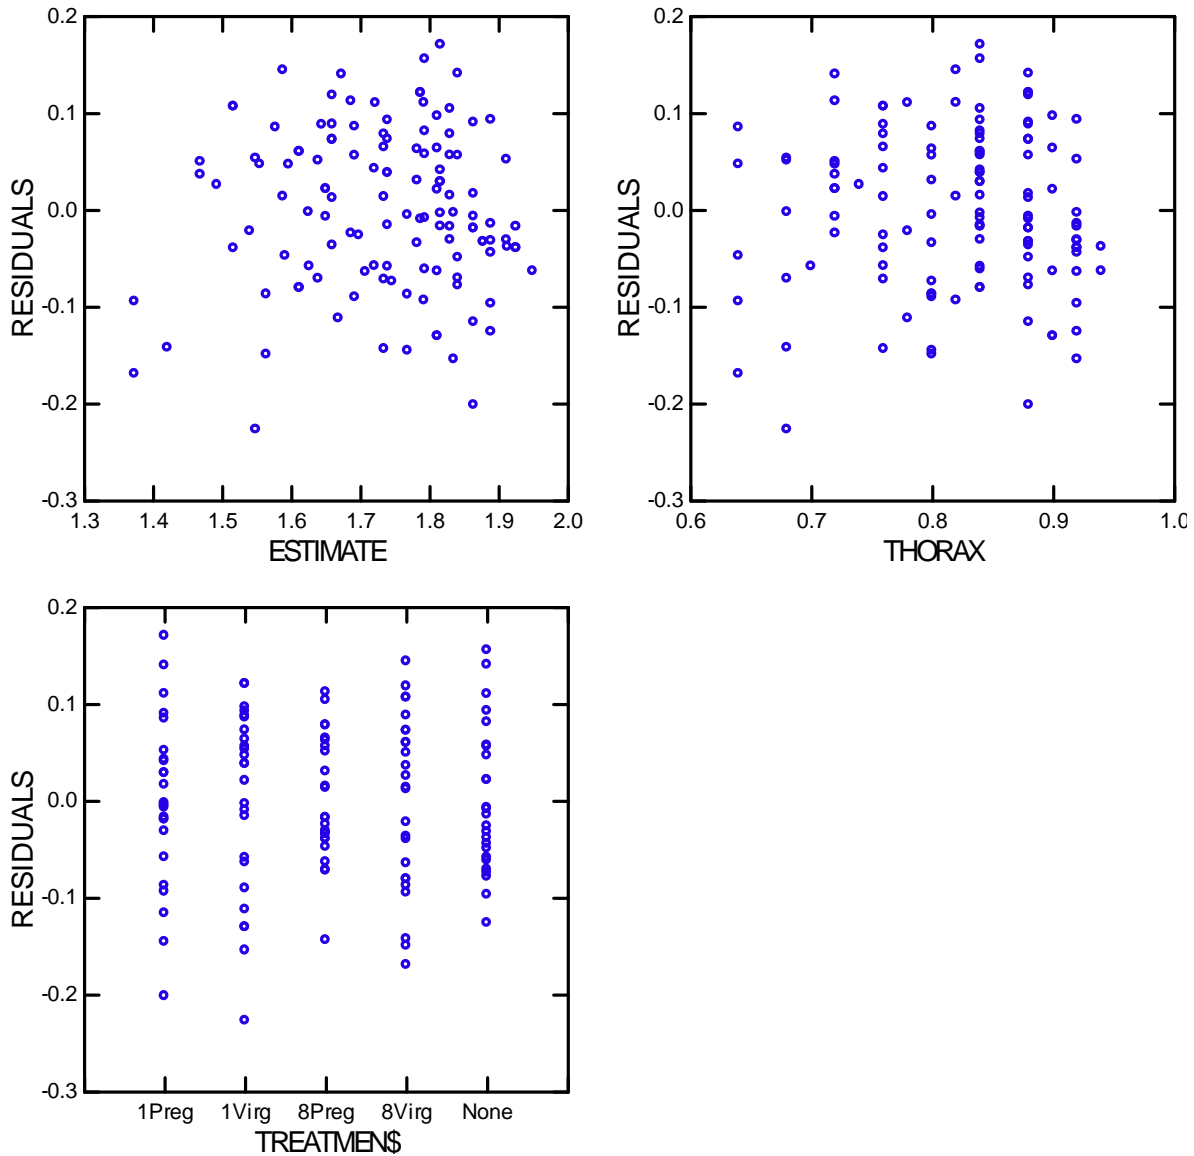 0.2
0.1
0.0
-0.1
-0.2
-0.3
RESIDUALS
1.3 1.4 1.5 1.6 1.7 1.8 1.9 2.0
ESTIMATE
0.2
0.1
0.0
-0.1
-0.2
-0.3
RESIDUALS
0.6 0.7 0.8 0.9 1.0
THORAX
0.2
0.1
0.0
-0.1
-0.2
-0.3
RESIDUALS
1Preg 1Virg 8Preg 8Virg None
TREATMEN$